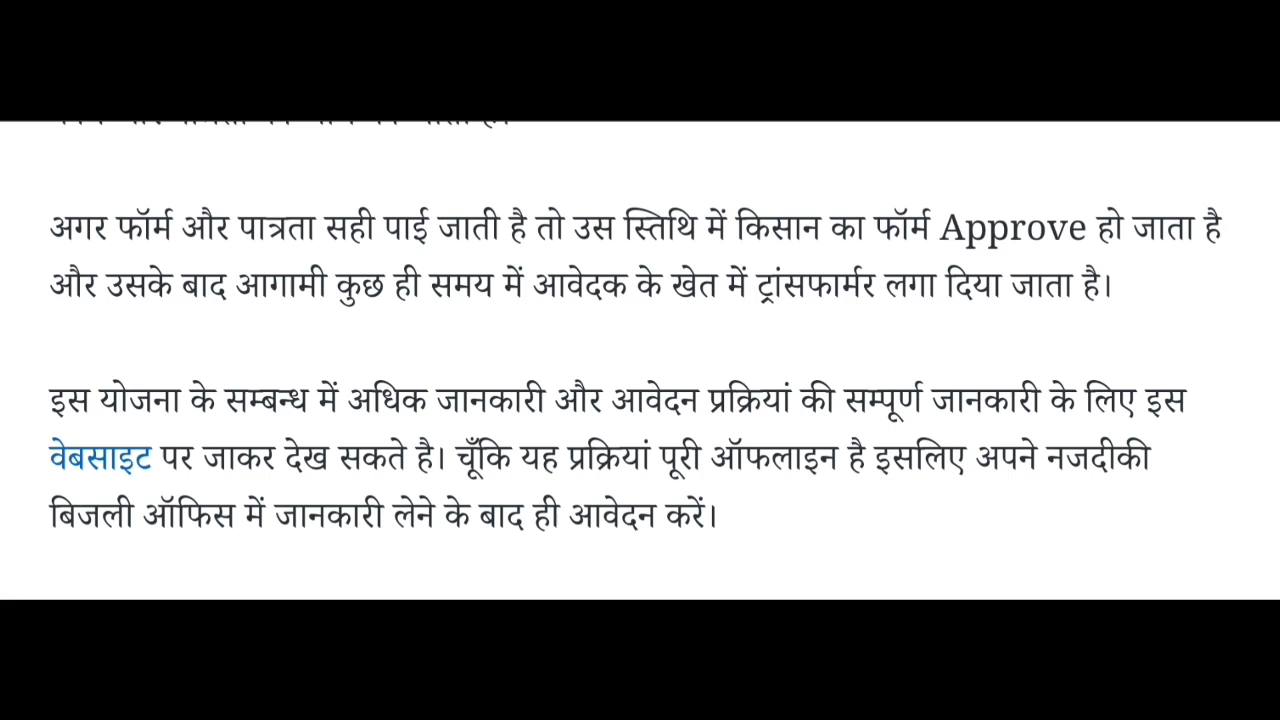 अगर फॉर्म और पात्रता सही पाई जाती है तो उस स्तिथि में किसान का फॉर्म Approve हो जाता है
और उसके बाद आगामी कुछ ही समय में आवेदक के खेत में ट्रांसफार्मर लगा दिया जाता है।
इस योजना के सम्बन्ध में अधिक जानकारी और आवेदन प्रक्रियां की सम्पूर्ण जानकारी के लिए इस
वेबसाइट पर जाकर देख सकते है। चूँकि यह प्रक्रियां पूरी ऑफलाइन है इसलिए अपने नजदीकी
बिजली ऑफिस में जानकारी लेने के बाद ही आवेदन करें।